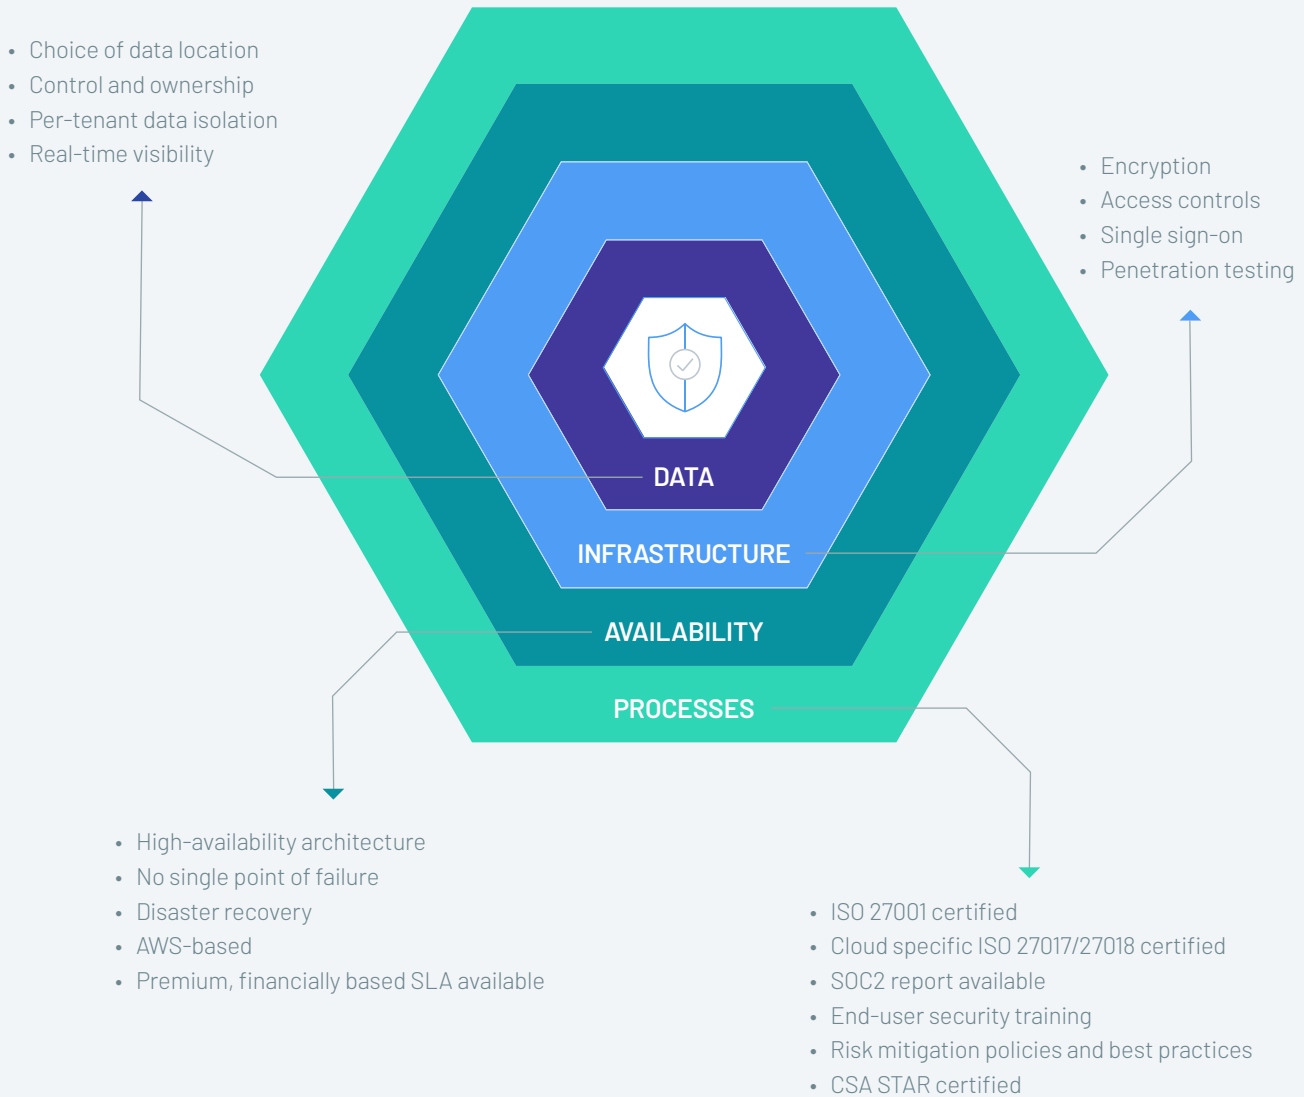 • Choice of data location
• Control and ownership
• Per-tenant data isolation
• Real-time visibility
• Encryption
• Access controls
• Single sign-on
• Penetration testing
DATA
INFRASTRUCTURE
AVAILABILITY
PROCESSES
• High-availability architecture
• No single point of failure
• Disaster recovery
• AWS-based
• Premium, financially based SLA available
• ISO 27001 certified
• Cloud specific ISO 27017/27018 certified
• SOC2 report available
• End-user security training
• Risk mitigation policies and best practices
• CSA STAR certified